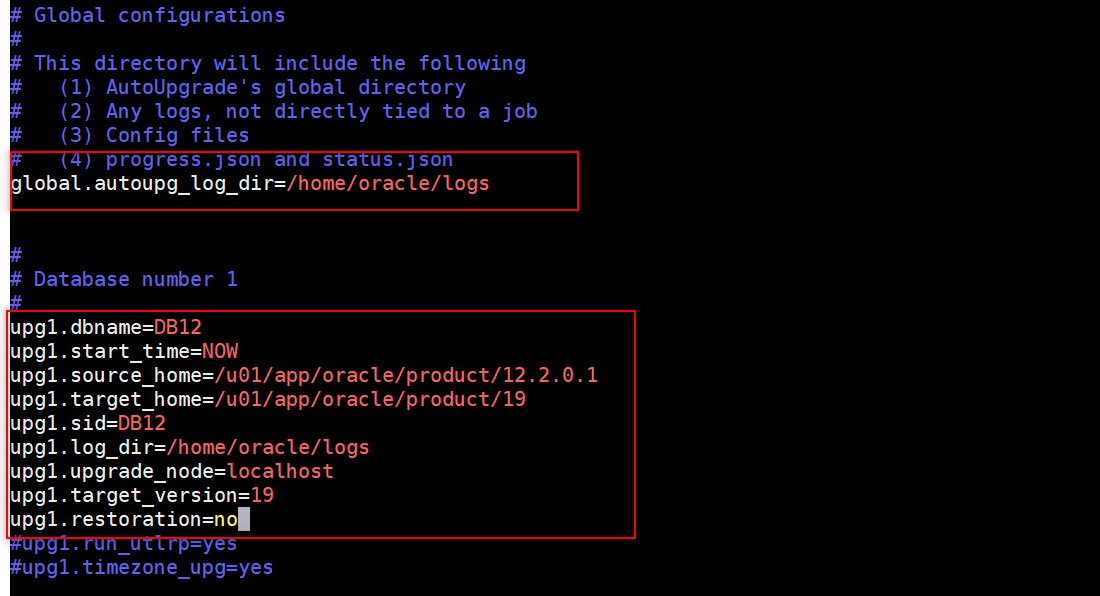 # Global configurations
#
# This directory will include the following
#   (1) AutoUpgrade's global directory
#   (2) Any logs, not directly tied to a job
#   (3) Config files
#   (4) progress.json and status.json
global.autoupg_log_dir=/home/oracle/logs
#
# Database number 1
#
upg1.dbname=DB12
upg1.start_time=NOW
upg1.source_home=/u01/app/oracle/product/12.2.0.1
upg1.target_home=/u01/app/oracle/product/19
upg1.sid=DB12
upg1.log_dir=/home/oracle/logs
upg1.upgrade_node=localhost
upg1.target_version=19
upg1.restoration=no
#upg1.run_utlrp=yes
#upg1.timezone_upg=yes